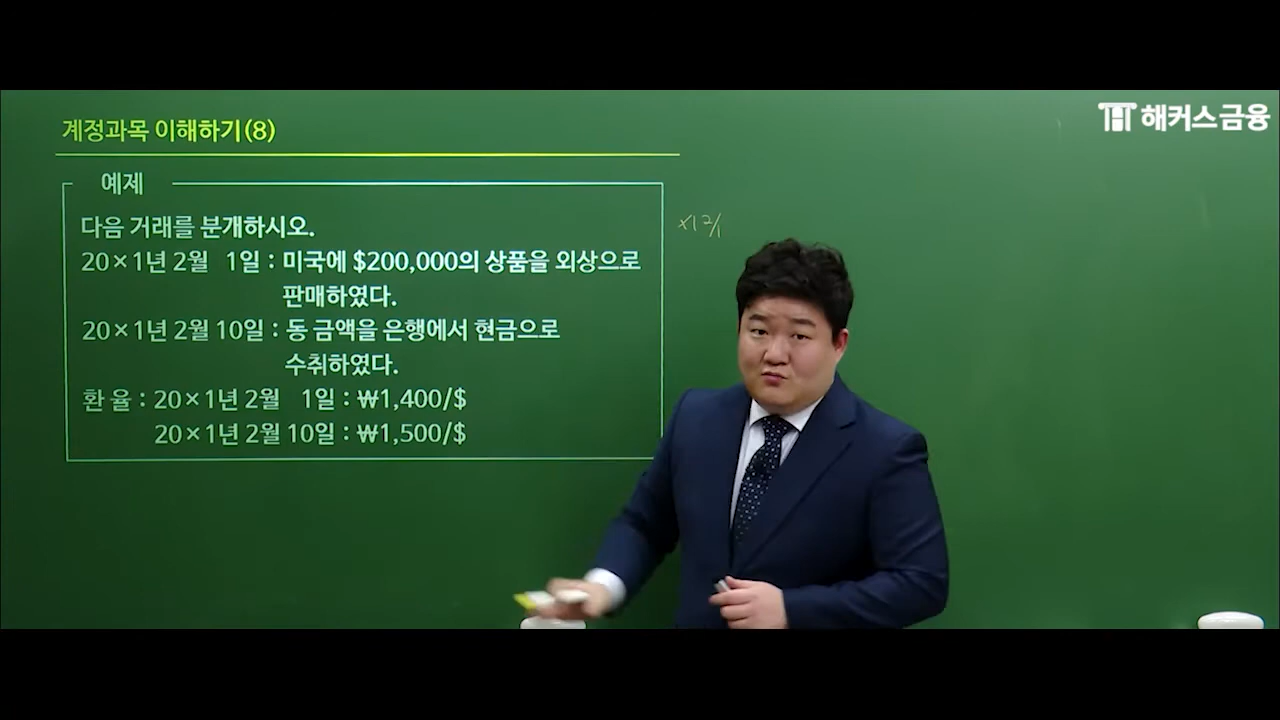 계정과목 이해하기(8)
해커스금융
예제
다음 거래를 분개하시오.
20×1년 2월 1일 : 미국에 $200,000의 상품을 외상으로
판매하였다.
20×1년 2월 10일 : 동 금액을 은행에서 현금으로
수취하였다.
환 율 : 20×1년 2월 1일 : ₩1,400/$
20×1년 2월 10일 : ₩1,500/$
×1 2/1